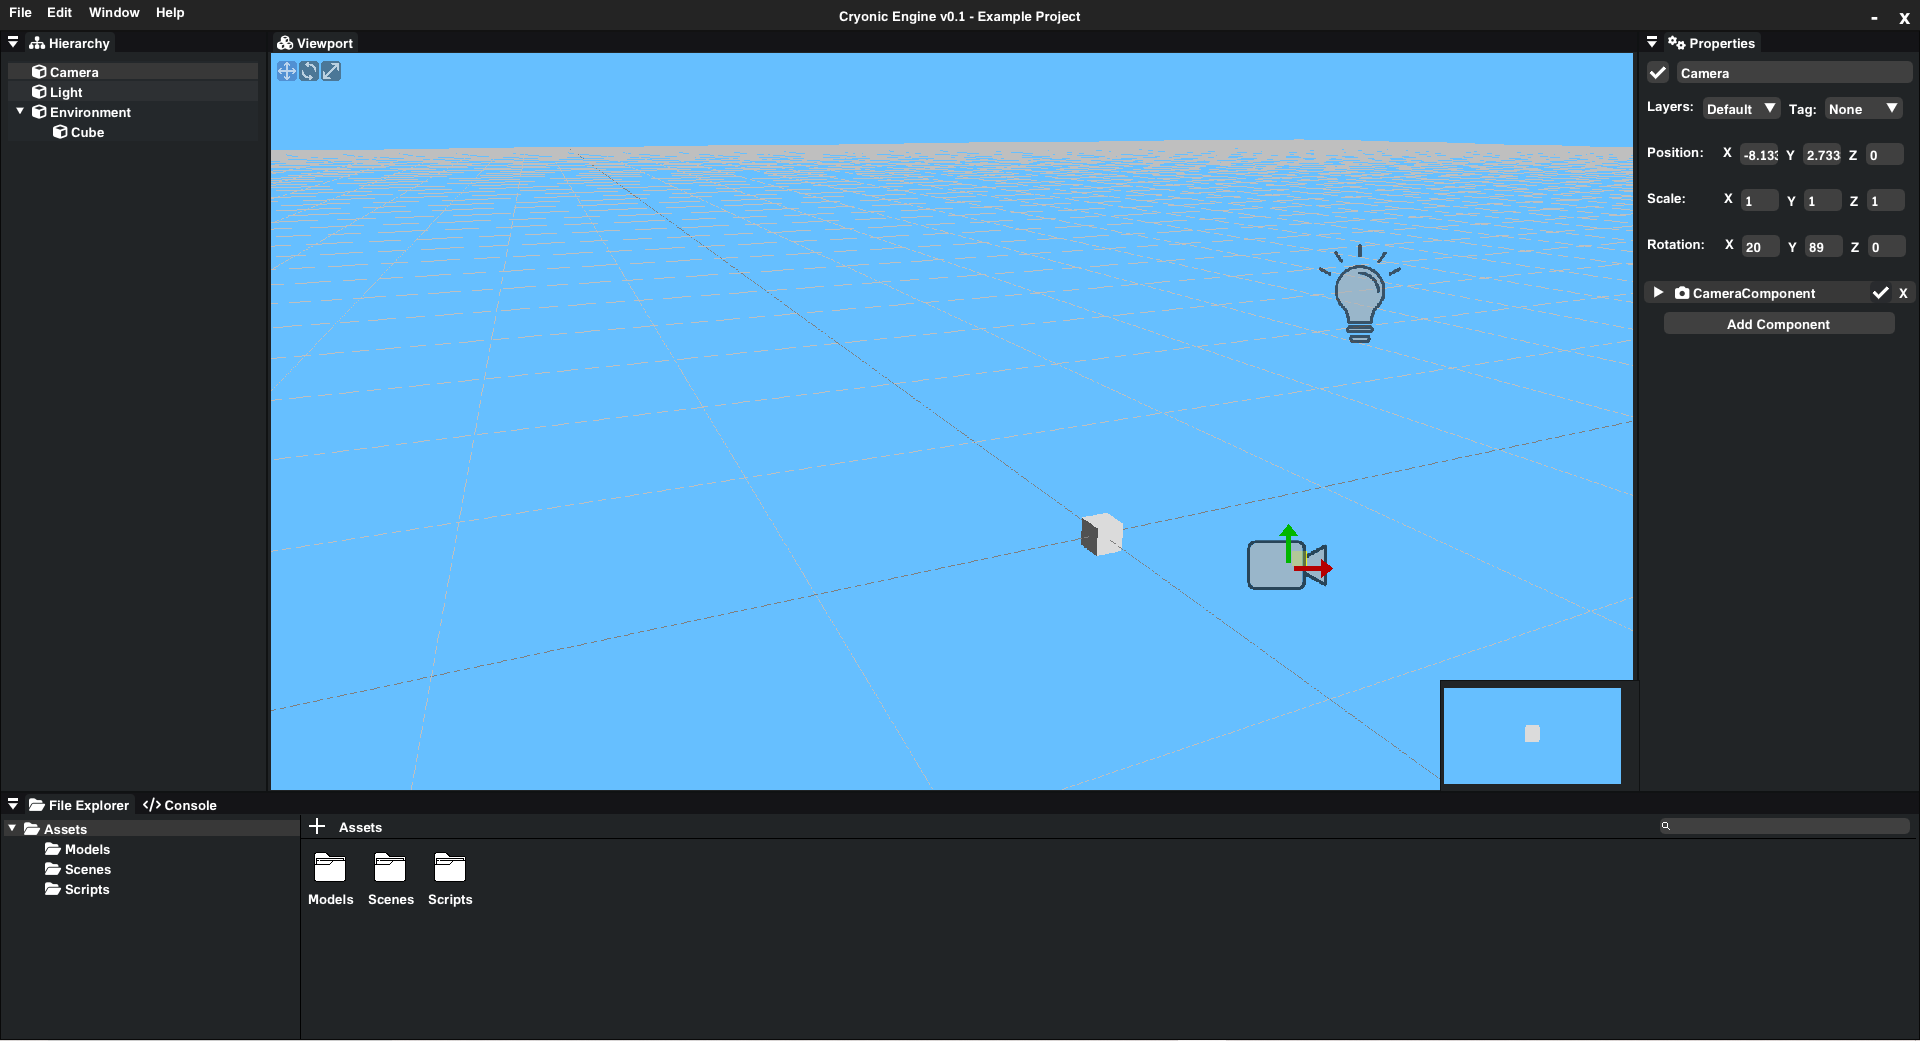 File Edit Window Help
Cryonic Engine v0.1 - Example Project
- X
Hierarchy
Camera
Light
Environment
Cube
Viewport
Properties
Camera
Layers: Default Tag: None
Position: X -8.133 Y 2.733 Z 0
Scale: X 1 Y 1 Z 1
Rotation: X 20 Y 89 Z 0
CameraComponent X
Add Component
File Explorer </> Console
Assets
Models
Scenes
Scripts
Assets
Models Scenes Scripts